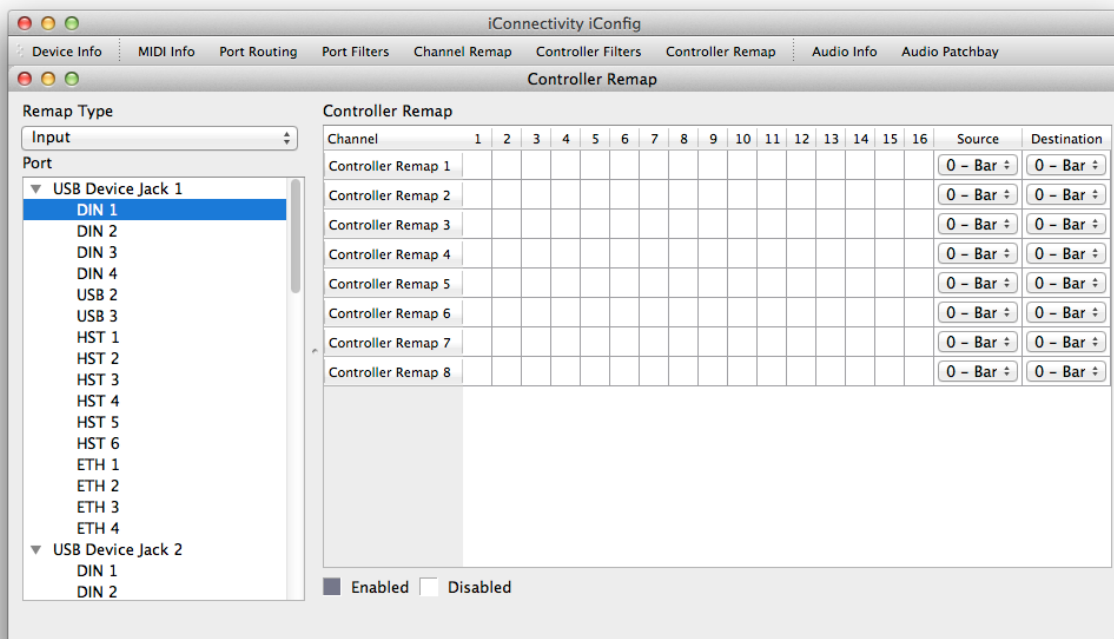 iConnectivity iConfig
Device Info MIDI Info Port Routing Port Filters Channel Remap Controller Filters Controller Remap Audio Info Audio Patchbay
Controller Remap
Remap Type
Input
Port
USB Device Jack 1
DIN 1
DIN 2
DIN 3
DIN 4
USB 2
USB 3
HST 1
HST 2
HST 3
HST 4
HST 5
HST 6
ETH 1
ETH 2
ETH 3
ETH 4
USB Device Jack 2
DIN 1
DIN 2
Controller Remap
Channel 1 2 3 4 5 6 7 8 9 10 11 12 13 14 15 16 Source Destination
Controller Remap 1 0 – Bar 0 – Bar
Controller Remap 2 0 – Bar 0 – Bar
Controller Remap 3 0 – Bar 0 – Bar
Controller Remap 4 0 – Bar 0 – Bar
Controller Remap 5 0 – Bar 0 – Bar
Controller Remap 6 0 – Bar 0 – Bar
Controller Remap 7 0 – Bar 0 – Bar
Controller Remap 8 0 – Bar 0 – Bar
Enabled Disabled